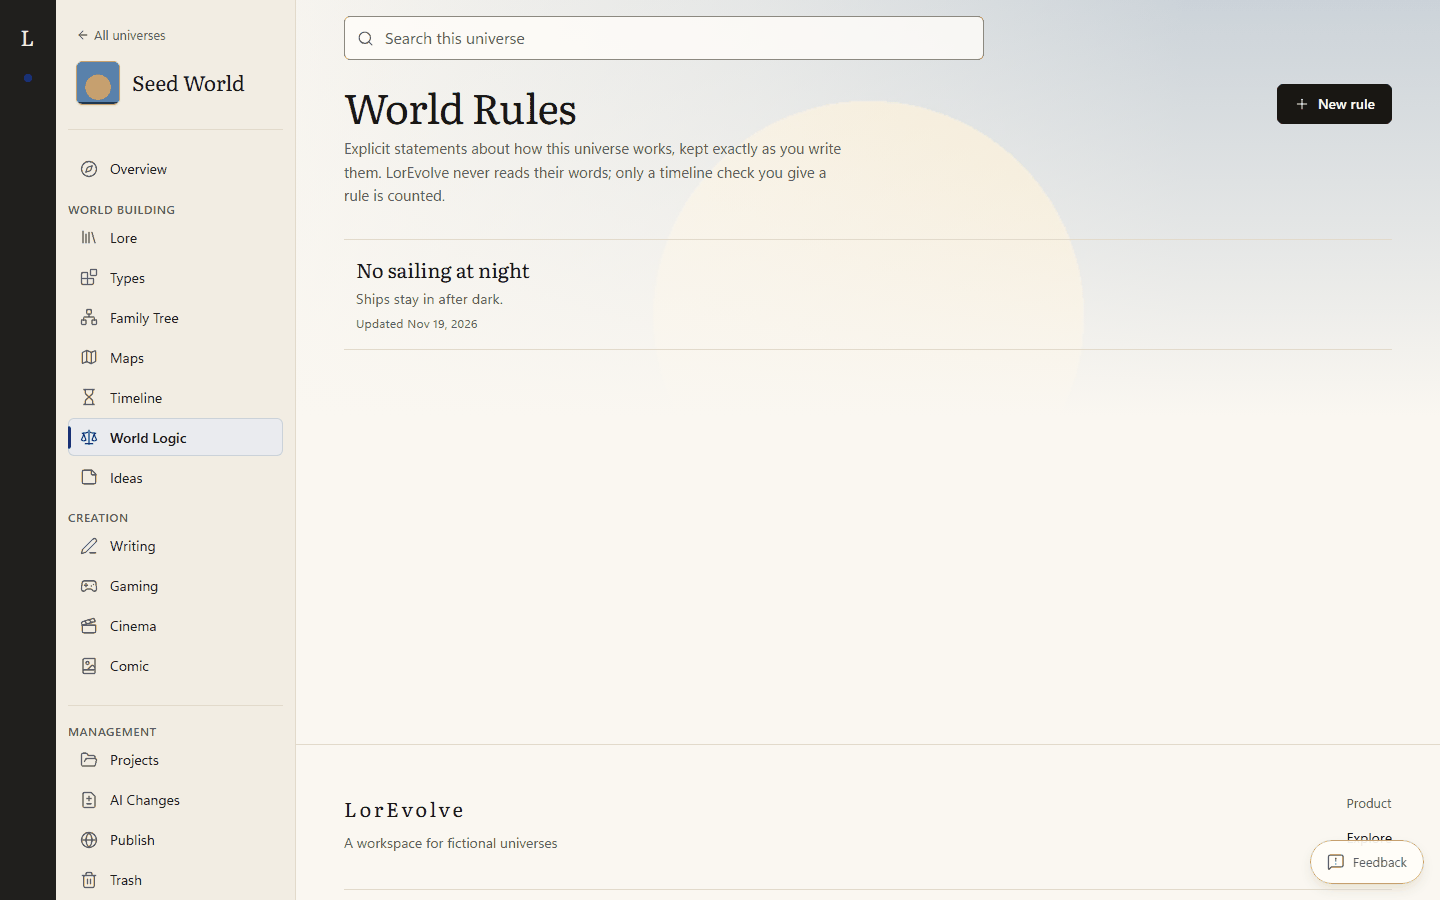 L
All universes
Seed World
Overview
WORLD BUILDING
Lore
Types
Family Tree
Maps
Timeline
World Logic
Ideas
CREATION
Writing
Gaming
Cinema
Comic
MANAGEMENT
Projects
AI Changes
Publish
Trash
Search this universe
World Rules
New rule
Explicit statements about how this universe works, kept exactly as you write
them. LorEvolve never reads their words; only a timeline check you give a
rule is counted.
No sailing at night
Ships stay in after dark.
Updated Nov 19, 2026
LorEvolve
A workspace for fictional universes
Product
Explore
Feedback